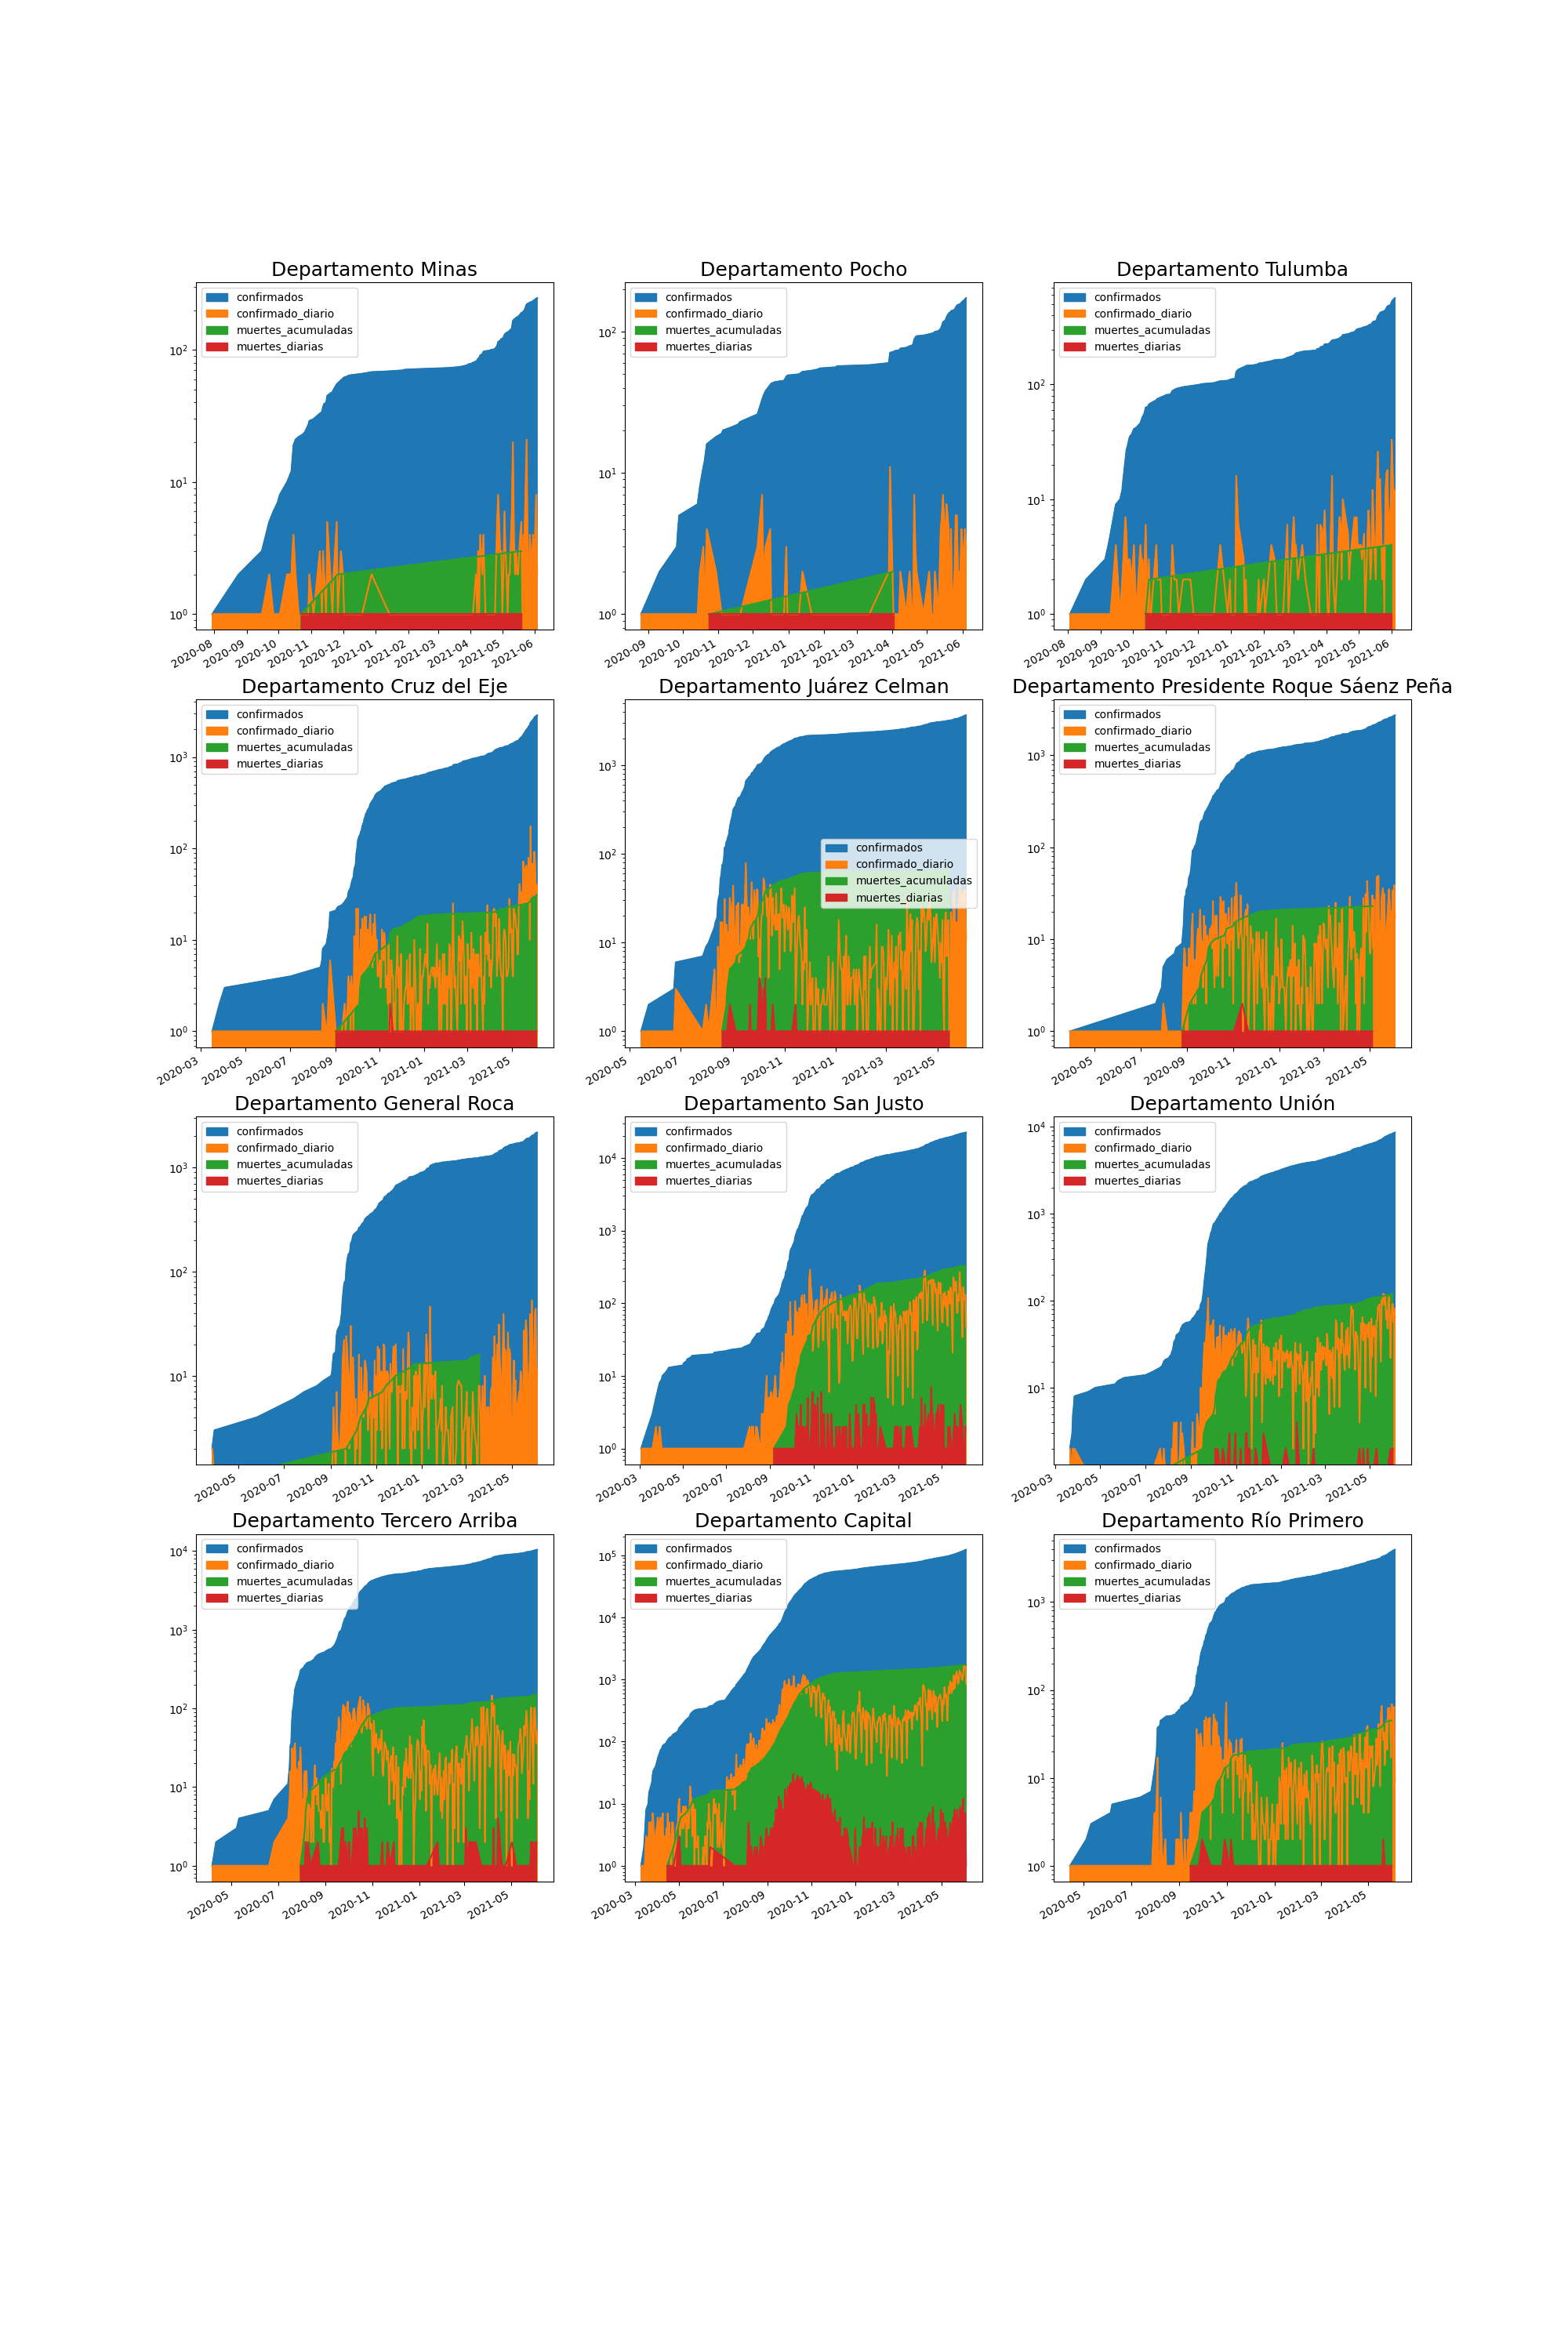 Departamento Minas
confirmados
confirmado_diario
muertes_acumuladas
muertes_diarias
10²
10¹
10⁰
2020-08 2020-09 2020-10 2020-11 2020-12 2021-01 2021-02 2021-03 2021-04 2021-05 2021-06
Departamento Pocho
confirmados
confirmado_diario
muertes_acumuladas
muertes_diarias
10²
10¹
10⁰
2020-09 2020-10 2020-11 2020-12 2021-01 2021-02 2021-03 2021-04 2021-05 2021-06
Departamento Tulumba
confirmados
confirmado_diario
muertes_acumuladas
muertes_diarias
10²
10¹
10⁰
2020-08 2020-09 2020-10 2020-11 2020-12 2021-01 2021-02 2021-03 2021-04 2021-05 2021-06
Departamento Cruz del Eje
confirmados
confirmado_diario
muertes_acumuladas
muertes_diarias
10³
10²
10¹
10⁰
2020-03 2020-05 2020-07 2020-09 2020-11 2021-01 2021-03 2021-05
Departamento Juárez Celman
confirmados
confirmado_diario
muertes_acumuladas
muertes_diarias
10³
10²
10¹
10⁰
2020-05 2020-07 2020-09 2020-11 2021-01 2021-03 2021-05
Departamento Presidente Roque Sáenz Peña
confirmados
confirmado_diario
muertes_acumuladas
muertes_diarias
10³
10²
10¹
10⁰
2020-05 2020-07 2020-09 2020-11 2021-01 2021-03 2021-05
Departamento General Roca
confirmados
confirmado_diario
muertes_acumuladas
muertes_diarias
10³
10²
10¹
2020-05 2020-07 2020-09 2020-11 2021-01 2021-03 2021-05
Departamento San Justo
confirmados
confirmado_diario
muertes_acumuladas
muertes_diarias
10⁴
10³
10²
10¹
10⁰
2020-03 2020-05 2020-07 2020-09 2020-11 2021-01 2021-03 2021-05
Departamento Unión
confirmados
confirmado_diario
muertes_acumuladas
muertes_diarias
10⁴
10³
10²
10¹
2020-03 2020-05 2020-07 2020-09 2020-11 2021-01 2021-03 2021-05
Departamento Tercero Arriba
confirmados
confirmado_diario
muertes_acumuladas
muertes_diarias
10⁴
10³
10²
10¹
10⁰
2020-05 2020-07 2020-09 2020-11 2021-01 2021-03 2021-05
Departamento Capital
confirmados
confirmado_diario
muertes_acumuladas
muertes_diarias
10⁵
10⁴
10³
10²
10¹
10⁰
2020-03 2020-05 2020-07 2020-09 2020-11 2021-01 2021-03 2021-05
Departamento Río Primero
confirmados
confirmado_diario
muertes_acumuladas
muertes_diarias
10³
10²
10¹
10⁰
2020-05 2020-07 2020-09 2020-11 2021-01 2021-03 2021-05